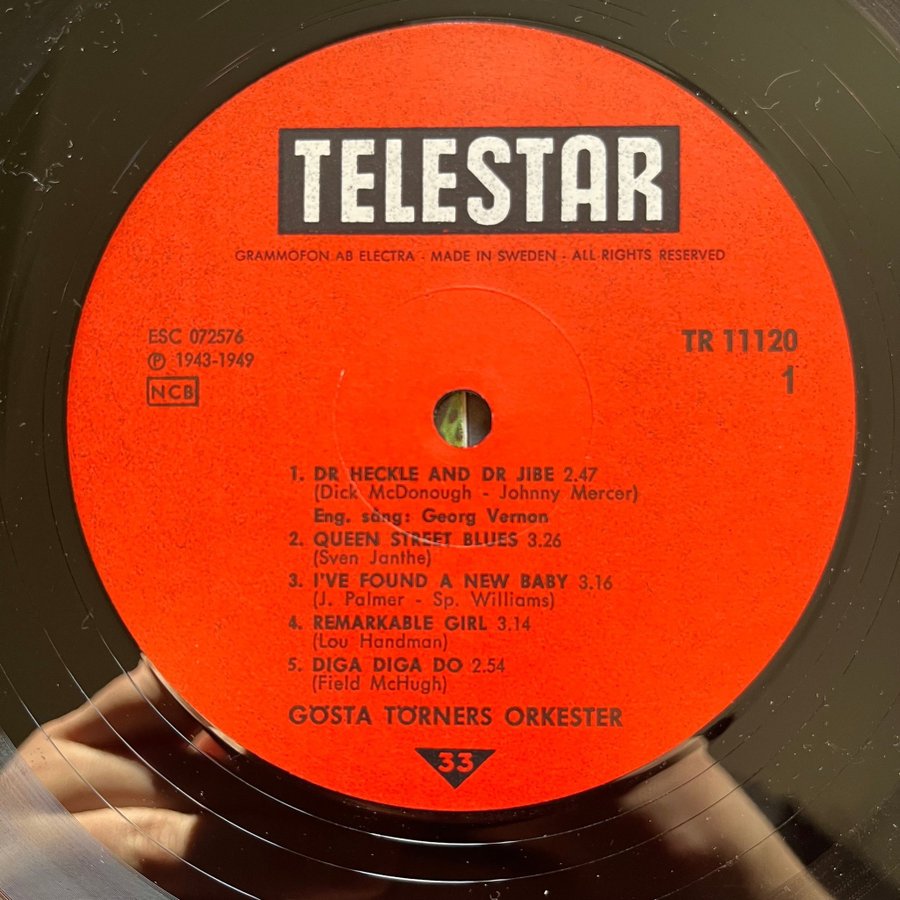 TELESTAR
GRAMMOFON AB ELECTRA - MADE IN SWEDEN - ALL RIGHTS RESERVED
ESC 072576
℗ 1943-1949
NCB
TR 11120
1
1. DR HECKLE AND DR JIBE 2.47
(Dick McDonough - Johnny Mercer)
Eng. sång: Georg Vernon
2. QUEEN STREET BLUES 3.26
(Sven Janthe)
3. I'VE FOUND A NEW BABY 3.16
(J. Palmer - Sp. Williams)
4. REMARKABLE GIRL 3.14
(Lou Handman)
5. DIGA DIGA DO 2.54
(Field McHugh)
GÖSTA TÖRNERS ORKESTER
33